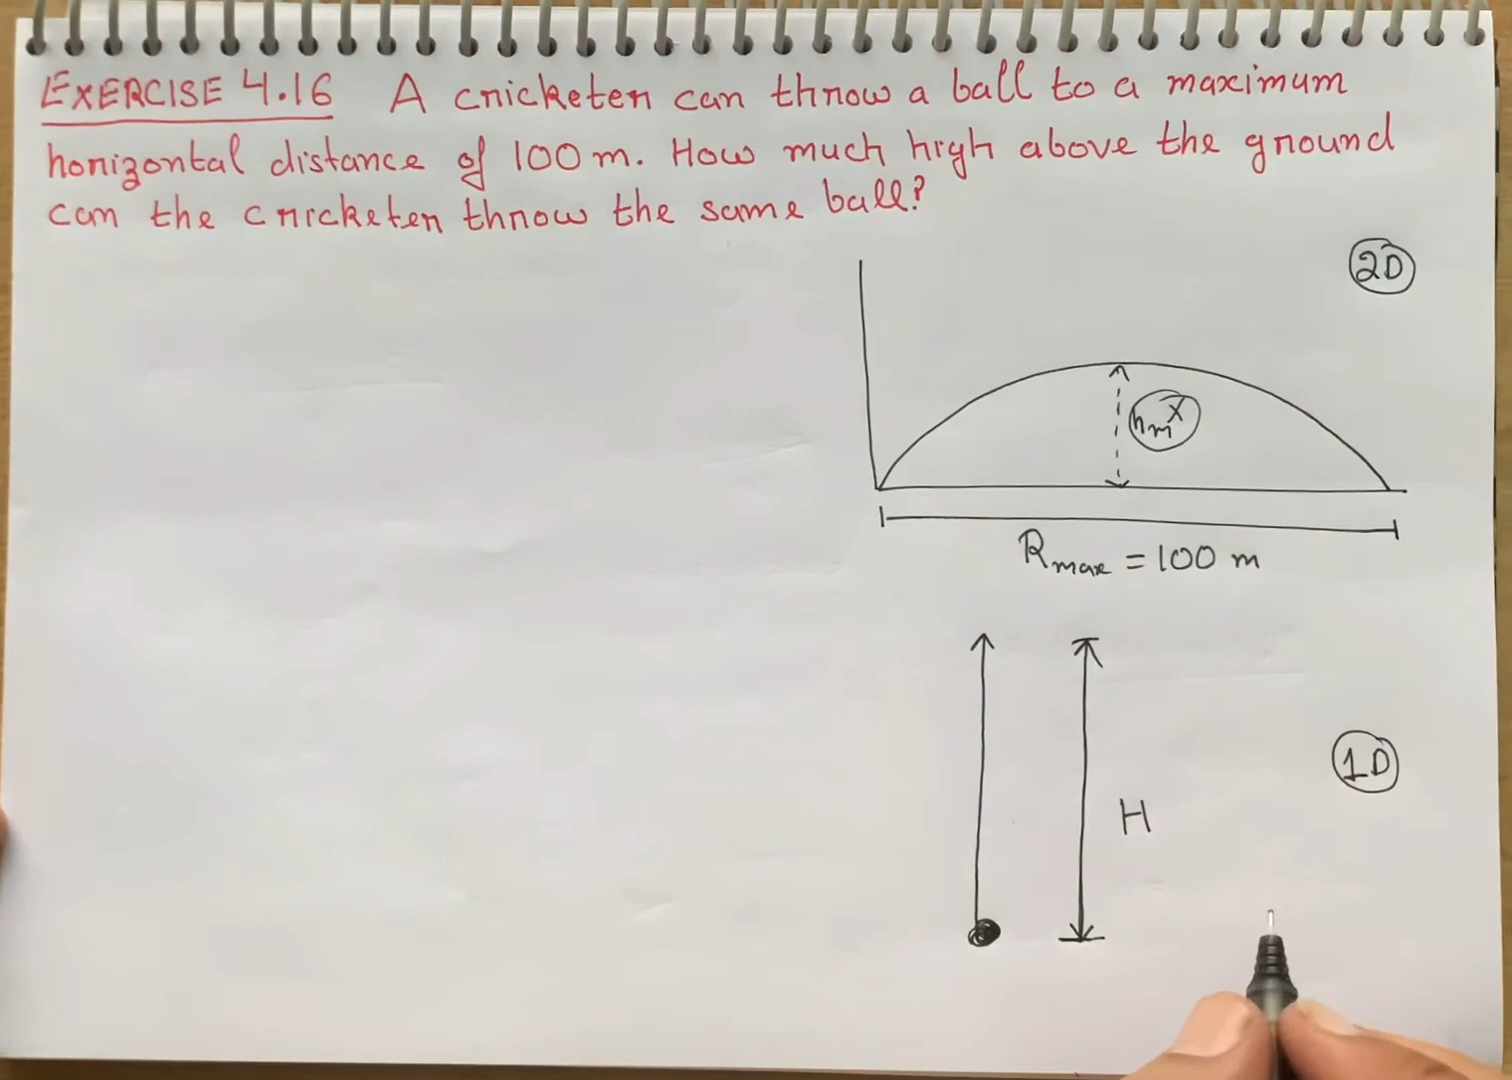 EXERCISE 4.16 A cricketer can throw a ball to a maximum
horizontal distance of 100 m. How much high above the ground
can the cricketer throw the same ball?
2D
hm x
Rmax = 100 m
1D
H